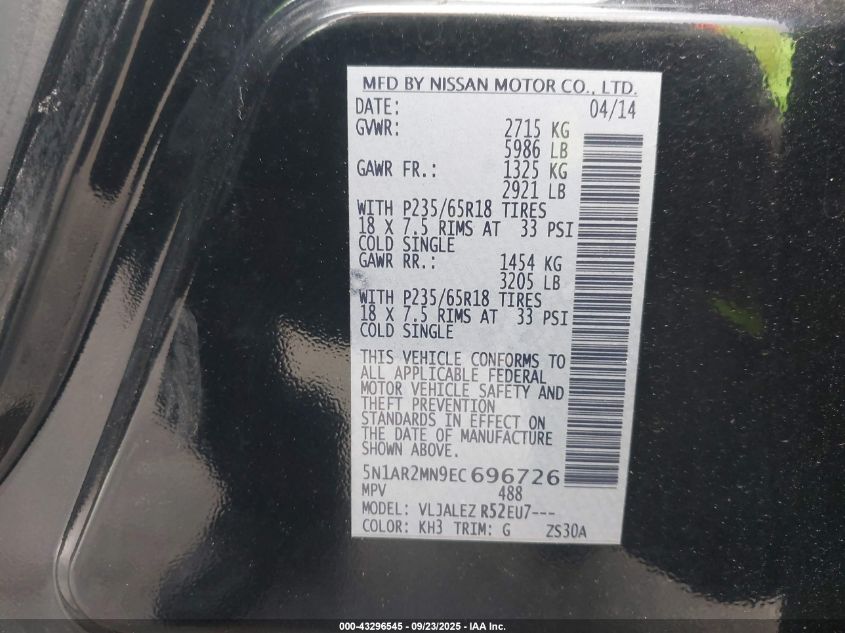 MFD BY NISSAN MOTOR CO., LTD.
DATE: 04/14
GVWR: 2715 KG
5986 LB
GAWR FR.: 1325 KG
2921 LB
WITH P235/65R18 TIRES
18 X 7.5 RIMS AT 33 PSI
COLD SINGLE
GAWR RR.: 1454 KG
3205 LB
WITH P235/65R18 TIRES
18 X 7.5 RIMS AT 33 PSI
COLD SINGLE
THIS VEHICLE CONFORMS TO
ALL APPLICABLE FEDERAL
MOTOR VEHICLE SAFETY AND
THEFT PREVENTION
STANDARDS IN EFFECT ON
THE DATE OF MANUFACTURE
SHOWN ABOVE.
5N1AR2MN9EC696726
MPV 488
MODEL: VLJALEZ R52EU7---
COLOR: KH3 TRIM: G ZS30A
000-43296545 - 09/23/2025 - IAA Inc.